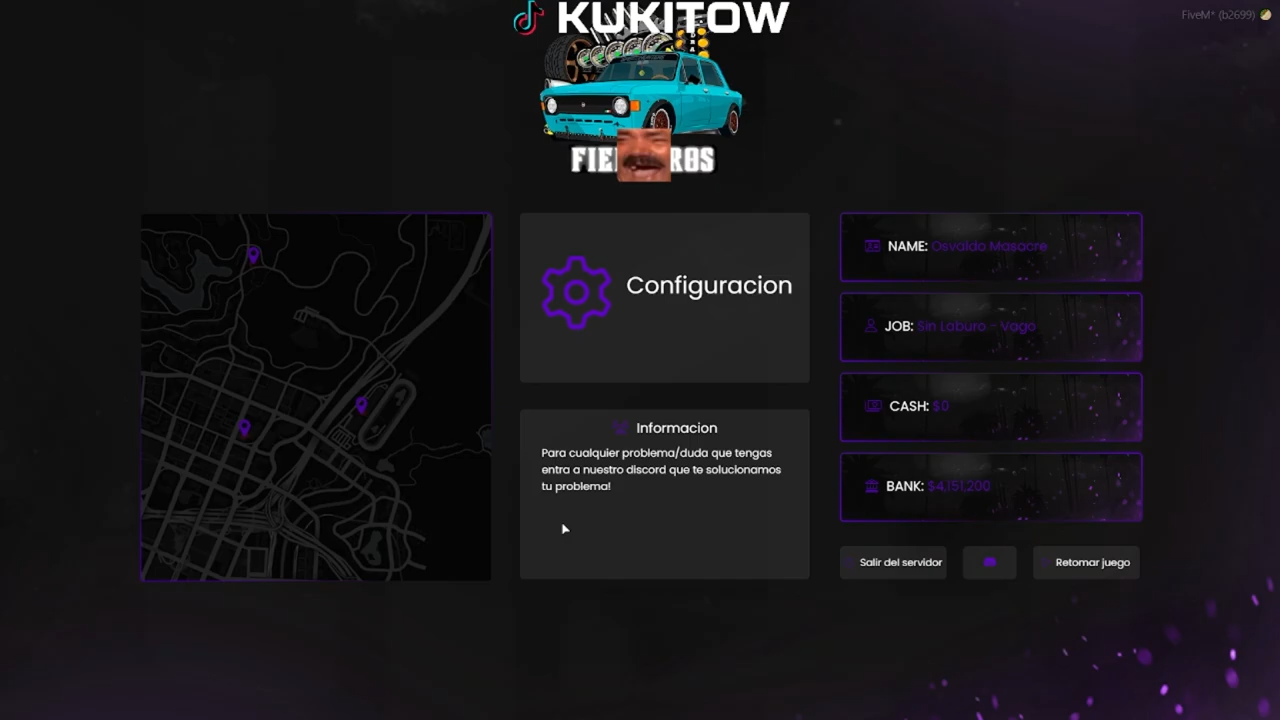 KUKITOW
FiveM* (b2699)
Configuracion
Informacion
Para cualquier problema/duda que tengas
entra a nuestro discord que te solucionamos
tu problema!
NAME: Osvaldo Masacre
JOB: Sin Laburo - Vago
CASH: $0
BANK: $4,151,200
Salir del servidor
Retomar juego